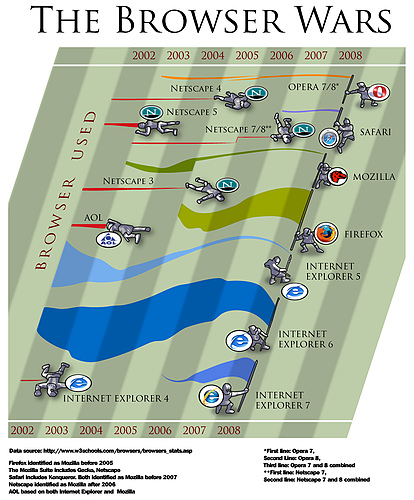 THE BROWSER WARS
2002 2003 2004 2005 2006 2007 2008
NETSCAPE 4
OPERA 7/8*
NETSCAPE 5
NETSCAPE 7/8**
SAFARI
BROWSER USED
MOZILLA
NETSCAPE 3
AOL
FIREFOX
INTERNET
EXPLORER 5
INTERNET
EXPLORER 6
INTERNET EXPLORER 4
INTERNET
EXPLORER 7
2002 2003 2004 2005 2006 2007 2008
Data source: http://www.w3schools.com/browsers/browsers_stats.asp
Firefox identified as Mozilla before 2005
The Mozilla Suite includes Gecko, Netscape
Safari includes Konqueror. Both identified as Mozilla before 2007
Netscape identified as Mozilla after 2006
AOL based on both Internet Explorer and Mozilla
*First line: Opera 7,
Second Line: Opera 8,
Third line: Opera 7 and 8 combined
**First line: Netscape 7,
Second line: Netscape 7 and 8 combined